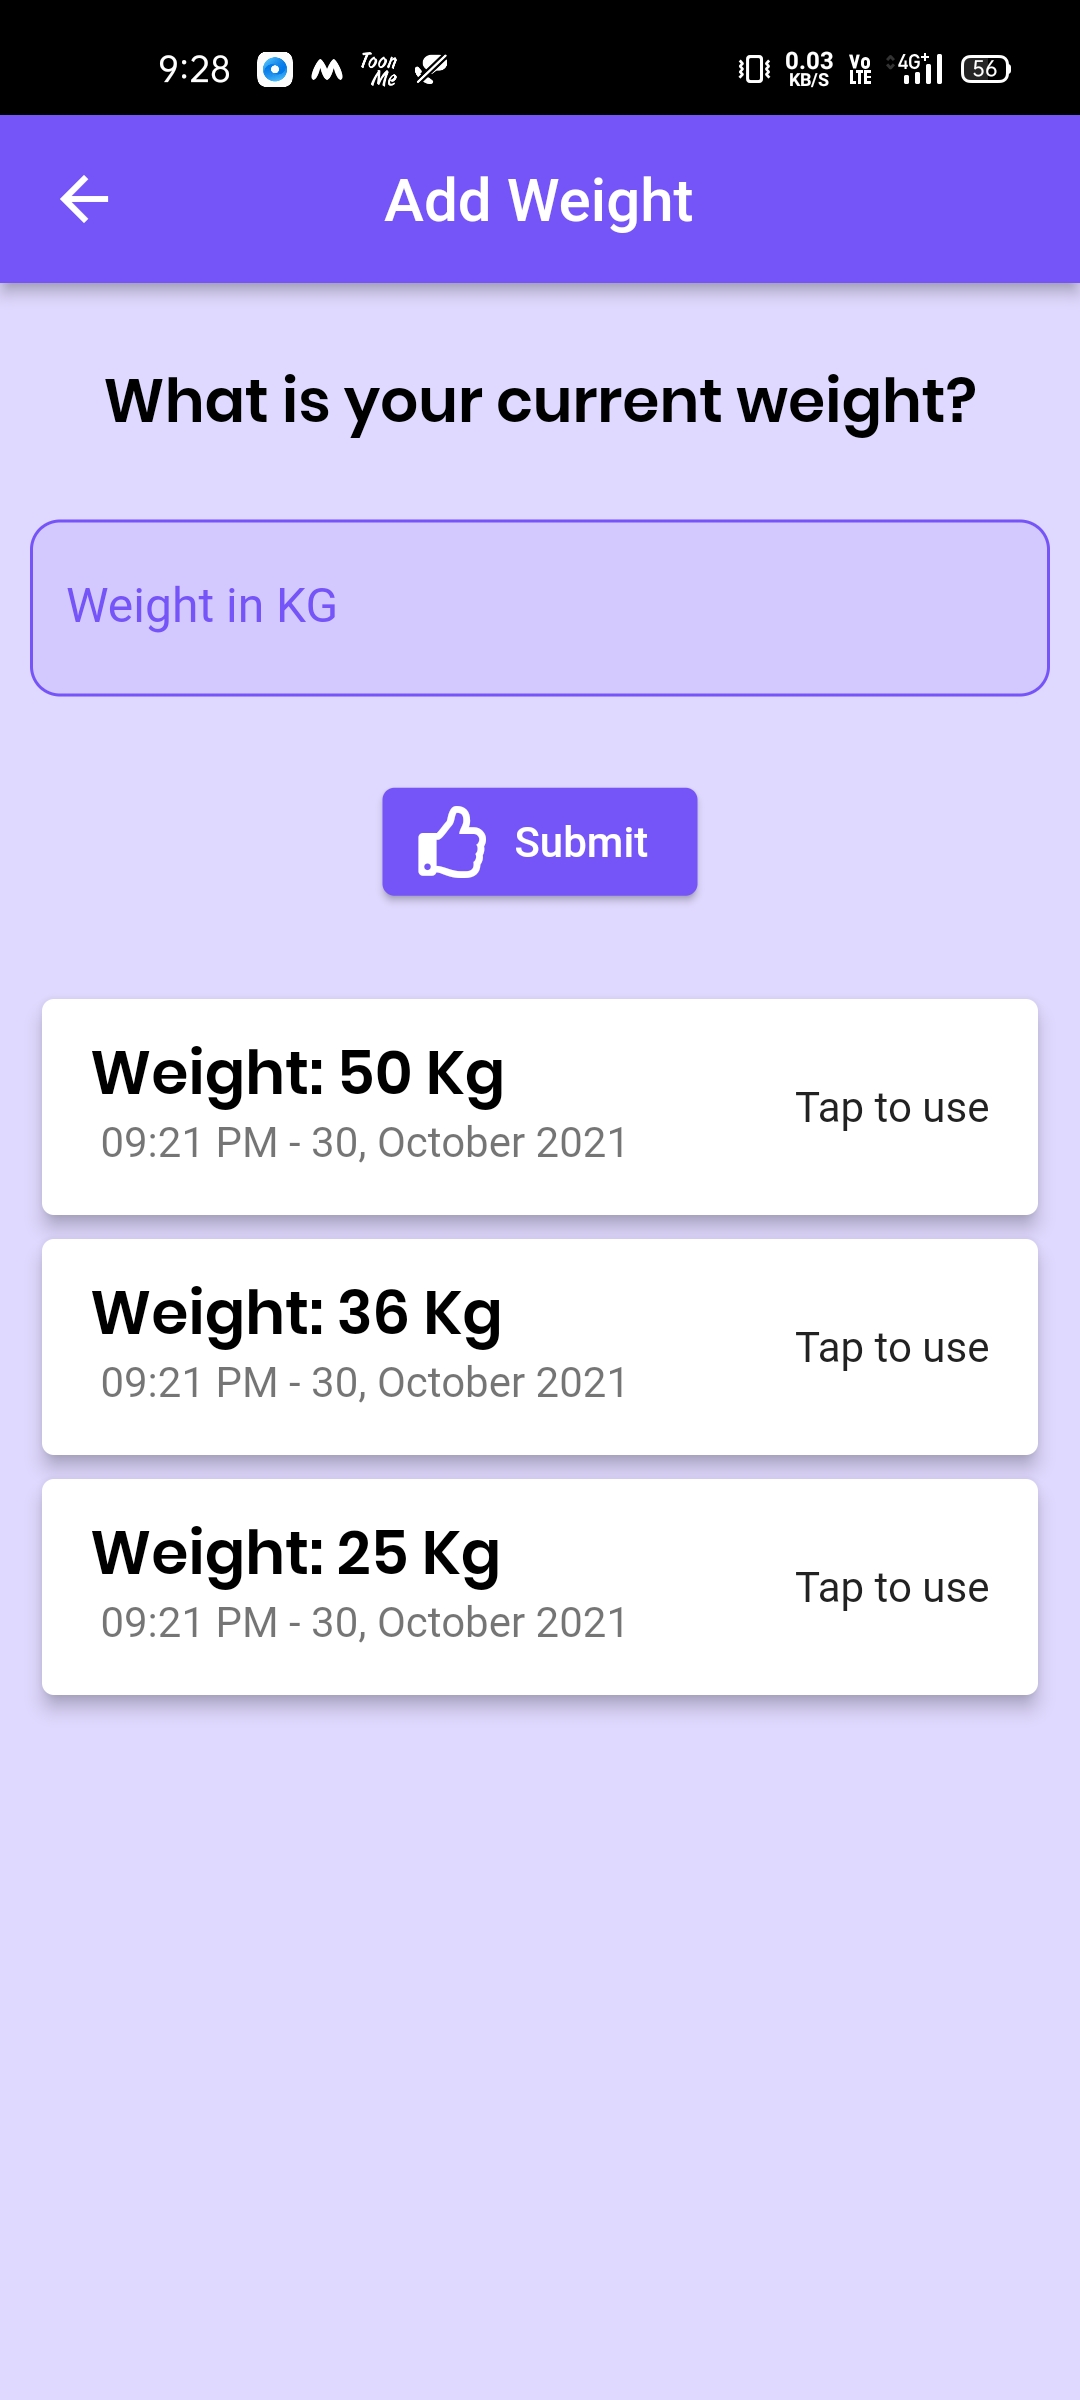 9:28 Toon Me 0.03 KB/S Vo LTE 4G+ 56
Add Weight
What is your current weight?
Weight in KG
Submit
Weight: 50 Kg
09:21 PM - 30, October 2021
Tap to use
Weight: 36 Kg
09:21 PM - 30, October 2021
Tap to use
Weight: 25 Kg
09:21 PM - 30, October 2021
Tap to use